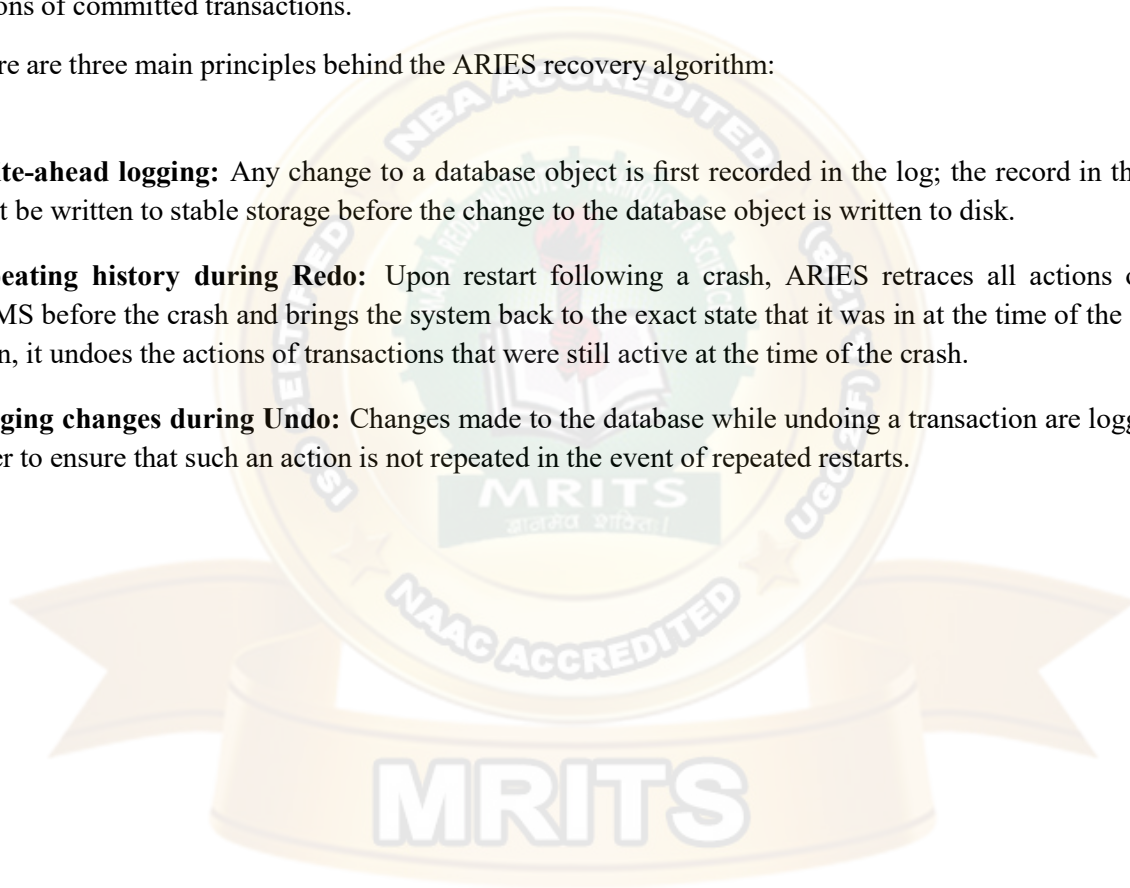 ons of committed transactions.
re are three main principles behind the ARIES recovery algorithm:
te-ahead logging: Any change to a database object is first recorded in the log; the record in th
t be written to stable storage before the change to the database object is written to disk.
eating history during Redo: Upon restart following a crash, ARIES retraces all actions o
MS before the crash and brings the system back to the exact state that it was in at the time of the
n, it undoes the actions of transactions that were still active at the time of the crash.
ging changes during Undo: Changes made to the database while undoing a transaction are logg
er to ensure that such an action is not repeated in the event of repeated restarts.
NBA ACCREDITED
MRITS
ज्ञानमेव शक्तिः!
NAAC ACCREDITED
MRITS